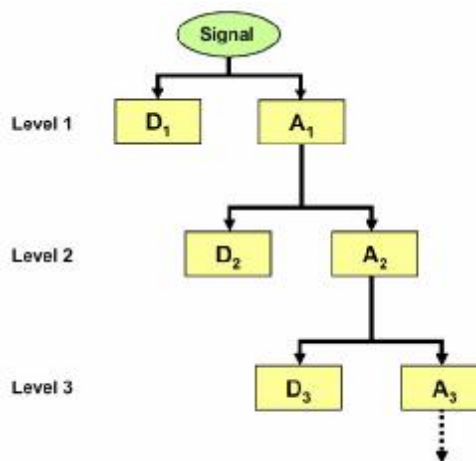 Signal
Level 1 D₁ A₁
Level 2 D₂ A₂
Level 3 D₃ A₃